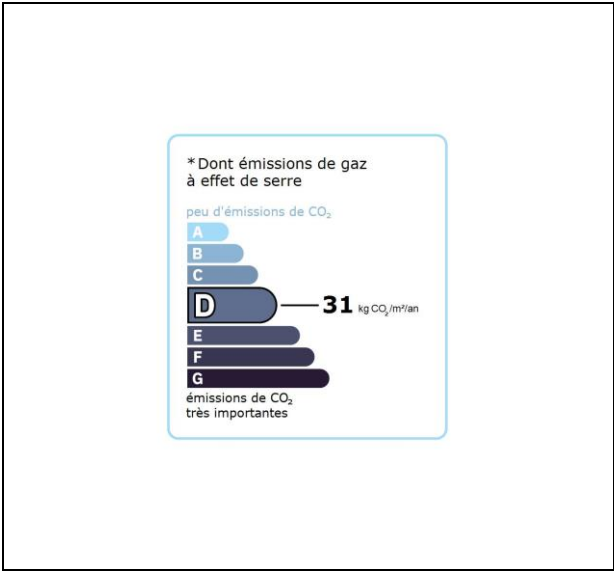 *Dont émissions de gaz
à effet de serre
peu d'émissions de CO₂
A
B
C
D 31 kg CO₂/m²/an
E
F
G
émissions de CO₂
très importantes